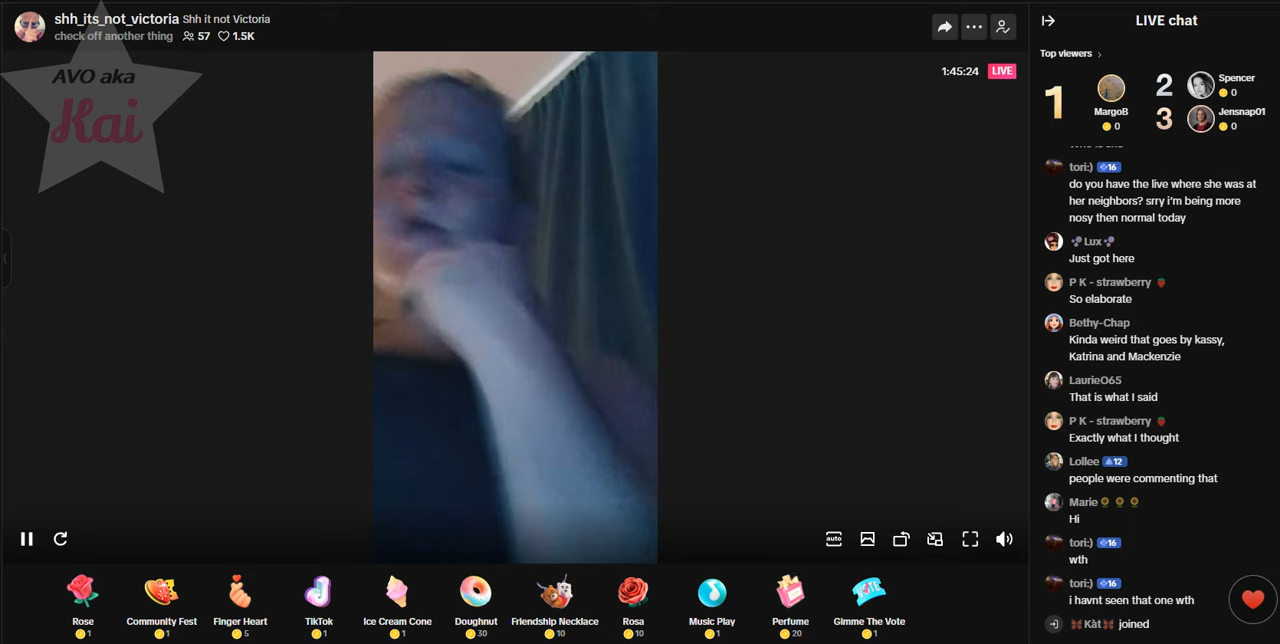 shh_its_not_victoria Shh it not Victoria
check off another thing 57 1.5K
AVO aka
Kai
1:45:24 LIVE
Rose
1
Community Fest
1
Finger Heart
5
TikTok
1
Ice Cream Cone
1
Doughnut
30
Friendship Necklace
10
Rosa
10
Music Play
1
Perfume
20
Gimme The Vote
1
auto
LIVE chat
Top viewers >
1
MargoB
0
2
Spencer
0
3
Jensnap01
0
tori:) 16
do you have the live where she was at
her neighbors? srry i'm being more
nosy then normal today
Lux
Just got here
P K - strawberry
So elaborate
Bethy-Chap
Kinda weird that goes by kassy,
Katrina and Mackenzie
LaurieO65
That is what I said
P K - strawberry
Exactly what I thought
Lollee 12
people were commenting that
Marie
Hi
tori:) 16
wth
tori:) 16
i havnt seen that one wth
Kàt joined